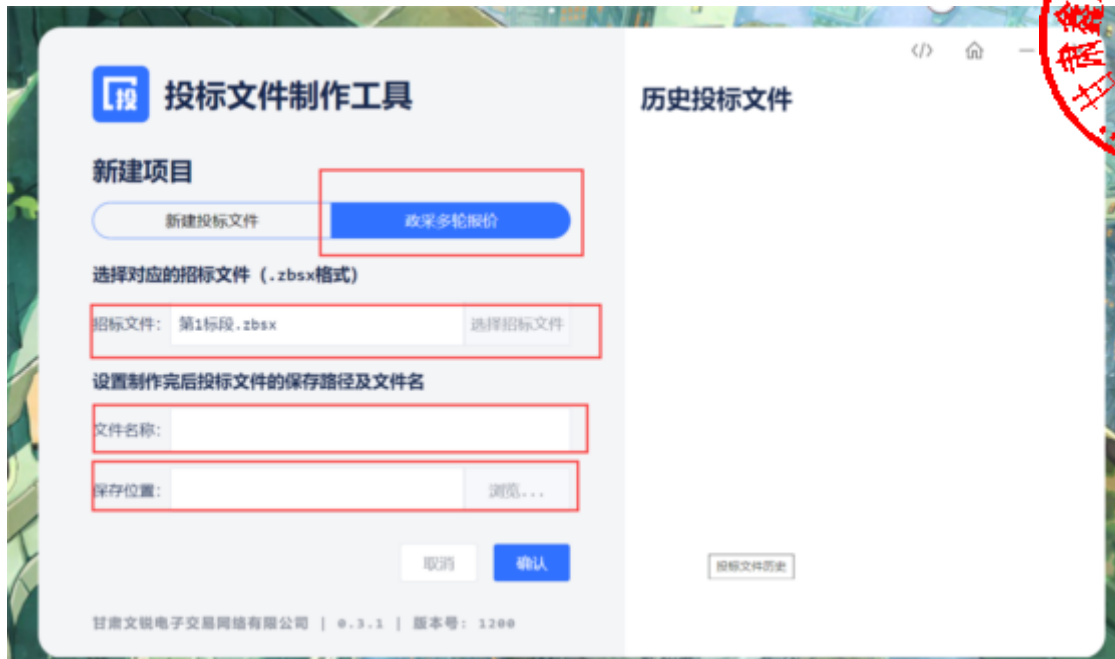 投标文件制作工具
新建项目
新建投标文件
政采多轮报价
选择对应的招标文件（.zbsx格式）
招标文件：
第1标段.zbsx
选择招标文件
设置制作完后投标文件的保存路径及文件名
文件名称：
保存位置：
浏览...
取消
确认
甘肃文锐电子交易网络有限公司 | 0.3.1 | 版本号: 1200
历史投标文件
投标文件历史